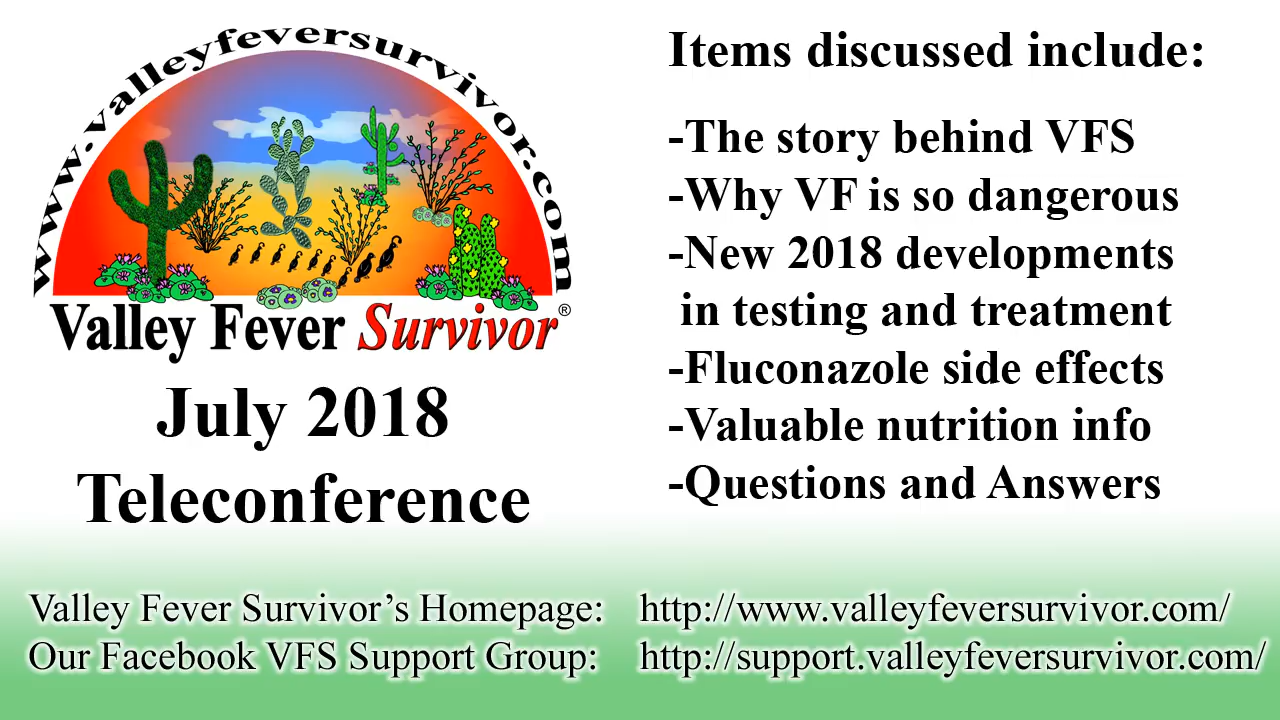 www.valleyfeversurvivor.com
Valley Fever Survivor®
July 2018
Teleconference
Items discussed include:
-The story behind VFS
-Why VF is so dangerous
-New 2018 developments
in testing and treatment
-Fluconazole side effects
-Valuable nutrition info
-Questions and Answers
Valley Fever Survivor’s Homepage: http://www.valleyfeversurvivor.com/
Our Facebook VFS Support Group: http://support.valleyfeversurvivor.com/